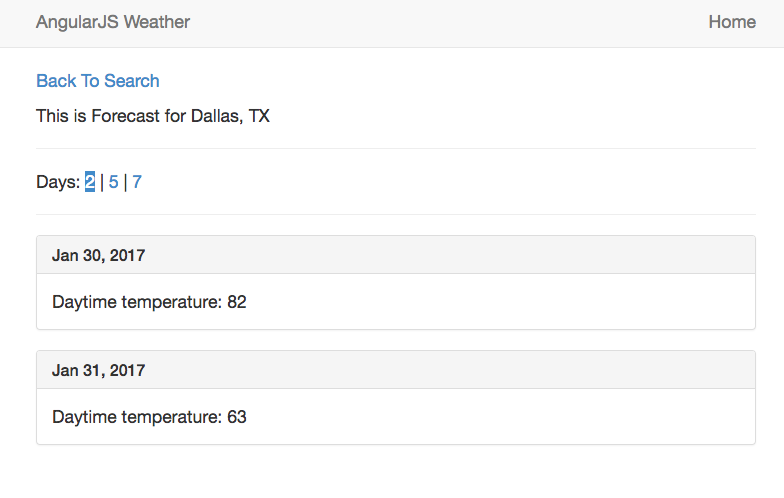 AngularJS Weather Home
Back To Search
This is Forecast for Dallas, TX
Days: 2 | 5 | 7
Jan 30, 2017
Daytime temperature: 82
Jan 31, 2017
Daytime temperature: 63